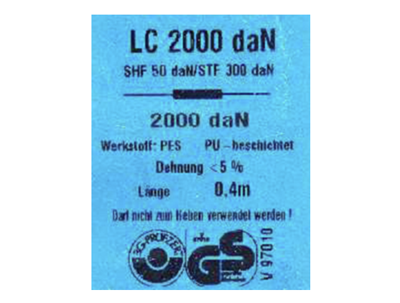 LC 2000 daN
SHF 50 daN/STF 300 daN
2000 daN
Werkstoff: PES PU-beschichtet
Dehnung <5 %
Länge 0,4m
Darf nicht zum Heben verwendet werden!
GS
V 97010